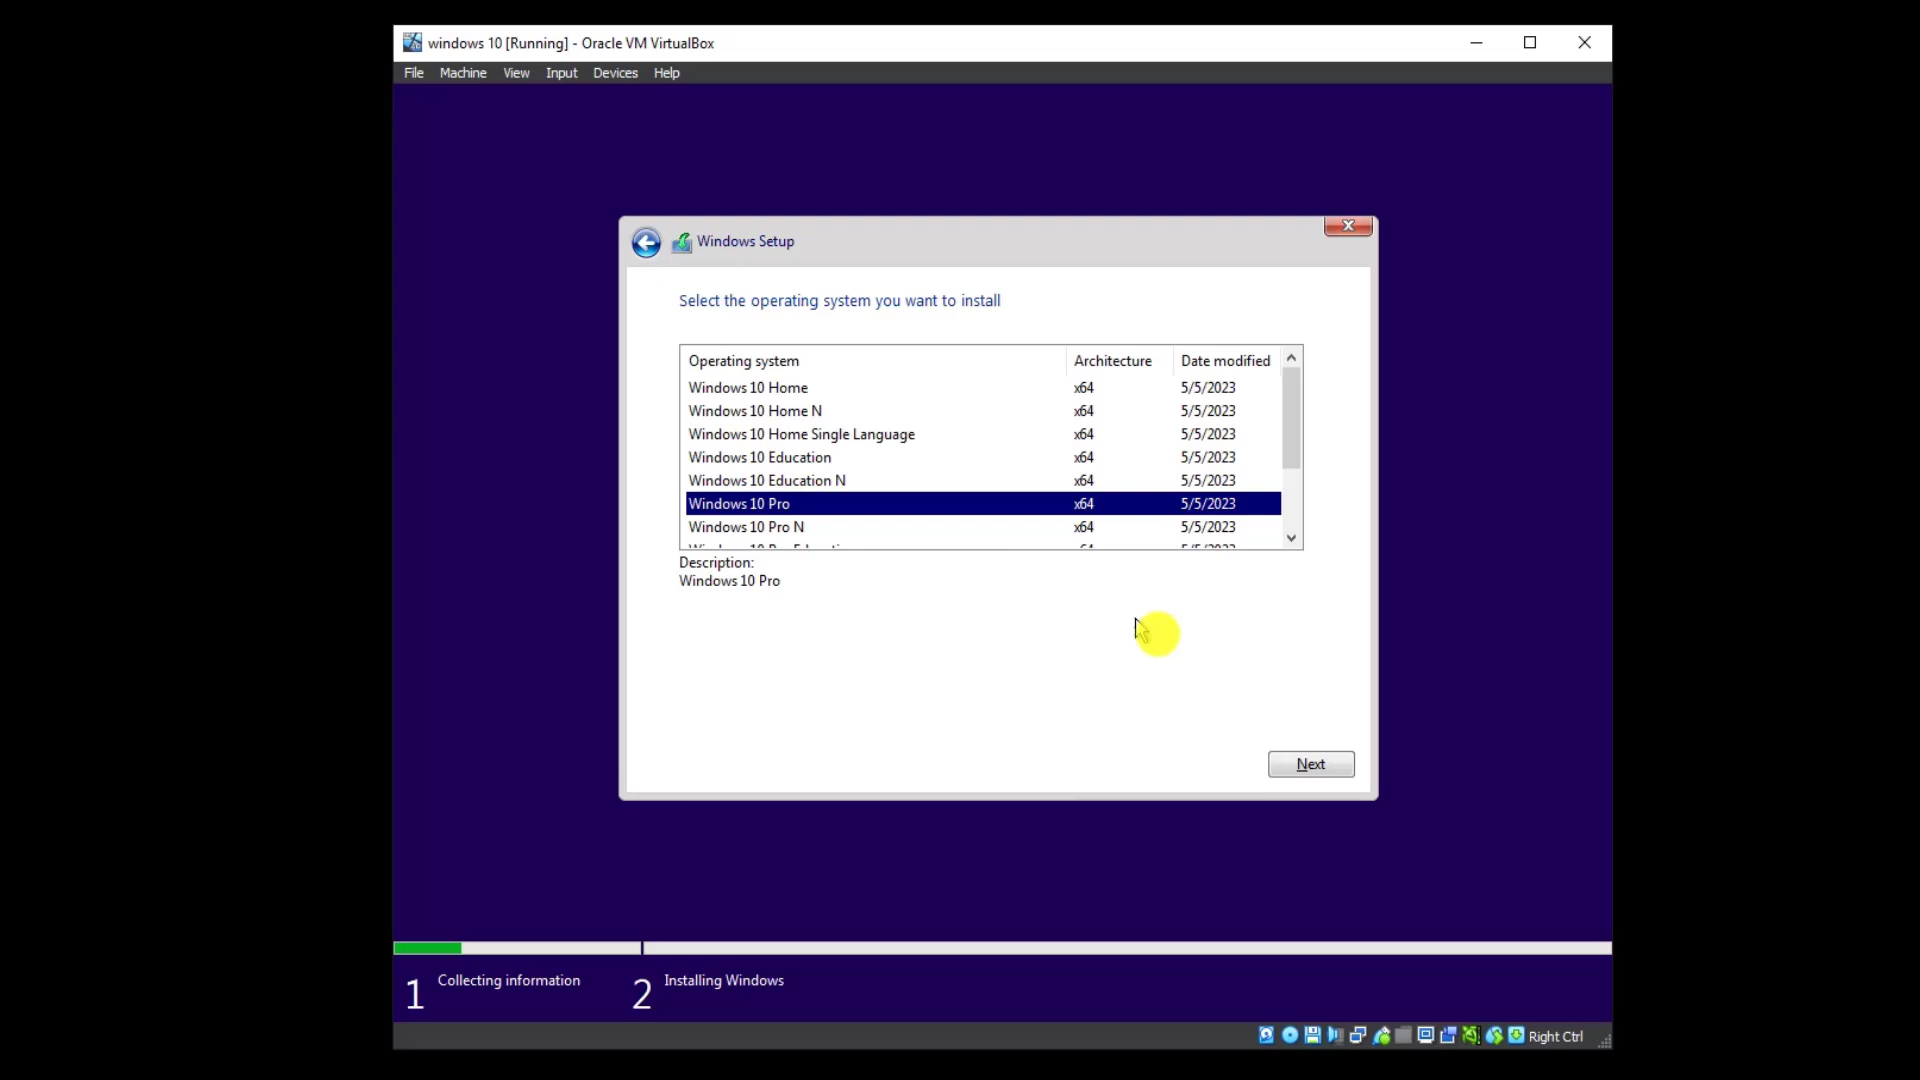 windows 10 [Running] - Oracle VM VirtualBox
File Machine View Input Devices Help
Windows Setup
Select the operating system you want to install
Operating system Architecture Date modified
Windows 10 Home x64 5/5/2023
Windows 10 Home N x64 5/5/2023
Windows 10 Home Single Language x64 5/5/2023
Windows 10 Education x64 5/5/2023
Windows 10 Education N x64 5/5/2023
Windows 10 Pro x64 5/5/2023
Windows 10 Pro N x64 5/5/2023
Description:
Windows 10 Pro
Next
1 Collecting information 2 Installing Windows
Right Ctrl